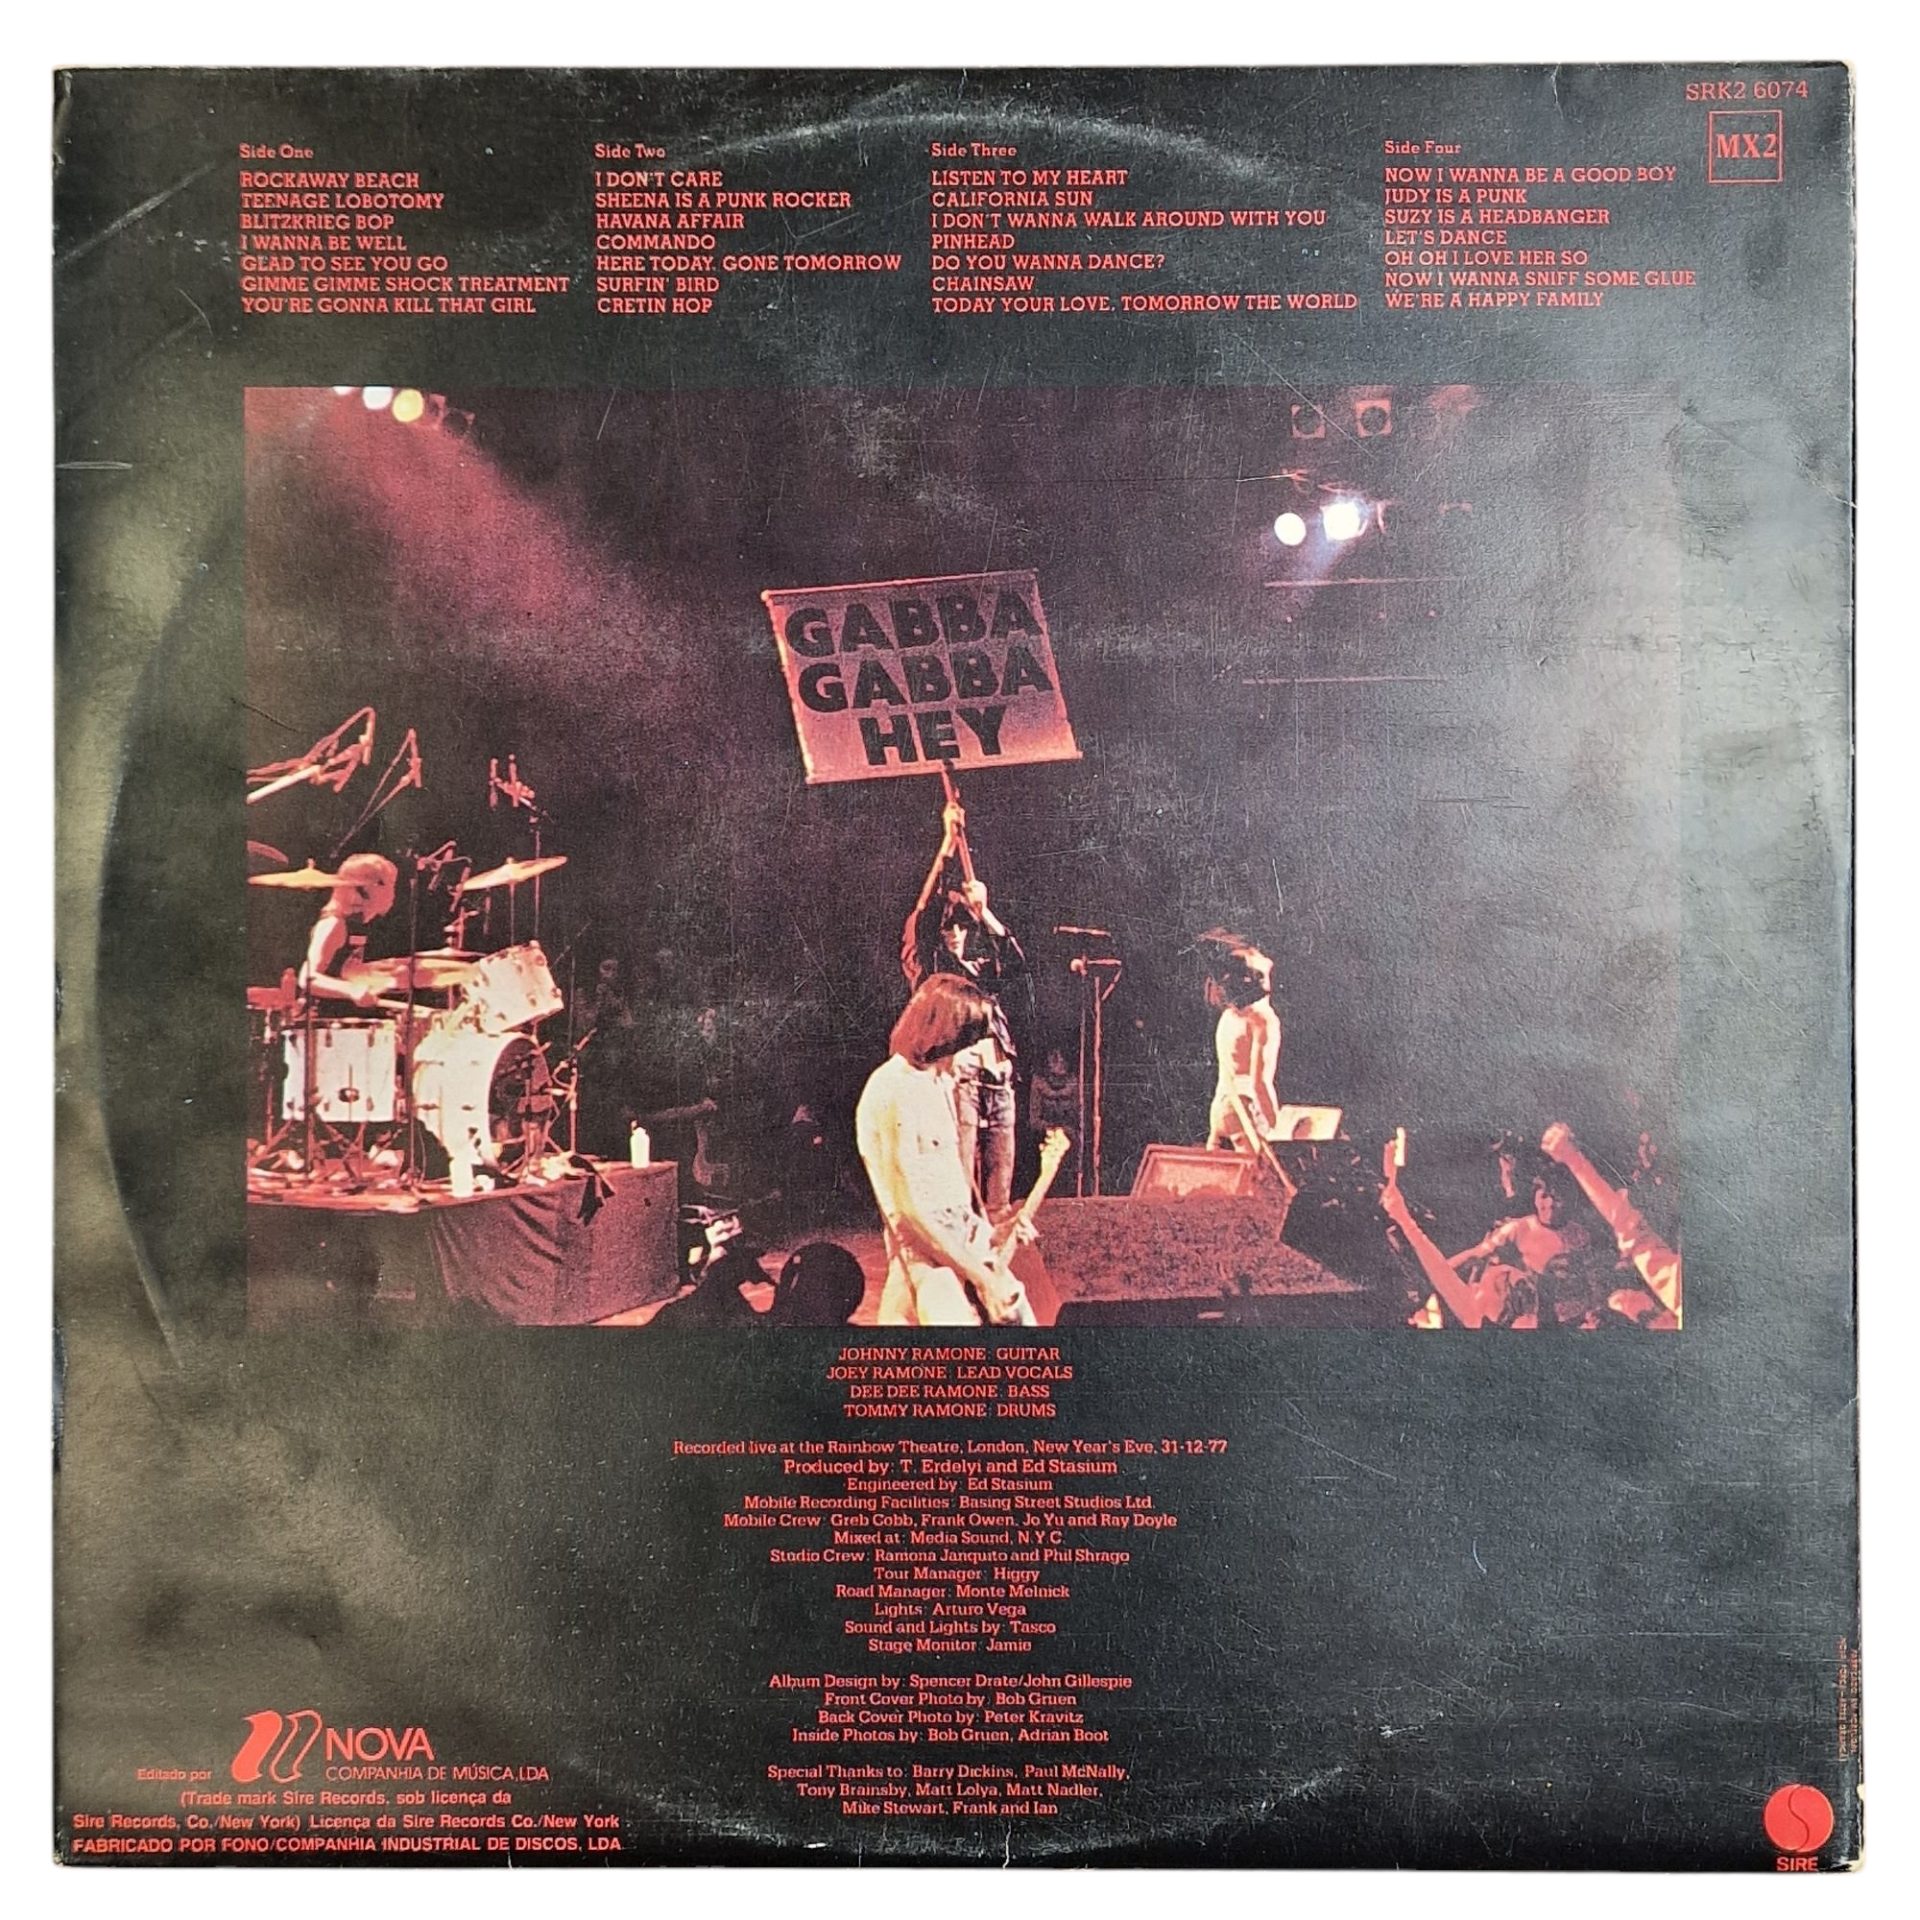 SRK2 6074
MX2
Side One
ROCKAWAY BEACH
TEENAGE LOBOTOMY
BLITZKRIEG BOP
I WANNA BE WELL
GLAD TO SEE YOU GO
GIMME GIMME SHOCK TREATMENT
YOU'RE GONNA KILL THAT GIRL
Side Two
I DON'T CARE
SHEENA IS A PUNK ROCKER
HAVANA AFFAIR
COMMANDO
HERE TODAY, GONE TOMORROW
SURFIN' BIRD
CRETIN HOP
Side Three
LISTEN TO MY HEART
CALIFORNIA SUN
I DON'T WANNA WALK AROUND WITH YOU
PINHEAD
DO YOU WANNA DANCE?
CHAINSAW
TODAY YOUR LOVE, TOMORROW THE WORLD
Side Four
NOW I WANNA BE A GOOD BOY
JUDY IS A PUNK
SUZY IS A HEADBANGER
LET'S DANCE
OH OH I LOVE HER SO
NOW I WANNA SNIFF SOME GLUE
WE'RE A HAPPY FAMILY
GABBA
GABBA
HEY
JOHNNY RAMONE: GUITAR
JOEY RAMONE: LEAD VOCALS
DEE DEE RAMONE: BASS
TOMMY RAMONE: DRUMS
Recorded live at the Rainbow Theatre, London, New Year's Eve, 31-12-77
Produced by: T. Erdelyi and Ed Stasium
Engineered by: Ed Stasium
Mobile Recording Facilities: Basing Street Studios Ltd.
Mobile Crew: Greb Cobb, Frank Owen, Jo Yu and Ray Doyle
Mixed at: Media Sound, N.Y.C.
Studio Crew: Ramona Janquito and Phil Shrago
Tour Manager: Higgy
Road Manager: Monte Melnick
Lights: Arturo Vega
Sound and Lights by: Tasco
Stage Monitor: Jamie
Album Design by: Spencer Drate/John Gillespie
Front Cover Photo by: Bob Gruen
Back Cover Photo by: Peter Kravitz
Inside Photos by: Bob Gruen, Adrian Boot
Special Thanks to: Barry Dickins, Paul McNally,
Tony Brainsby, Matt Lolya, Matt Nadler,
Mike Stewart, Frank and Ian
Editado por NOVA
COMPANHIA DE MÚSICA, LDA
(Trade mark Sire Records, sob licença da
Sire Records, Co./New York) Licença da Sire Records Co./New York
FABRICADO POR FONO/COMPANHIA INDUSTRIAL DE DISCOS, LDA
SIRE